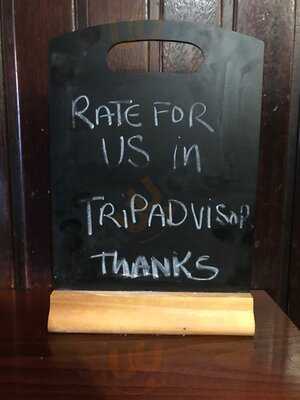 RATE FOR
US in
TRiPADViSOR
THANKS